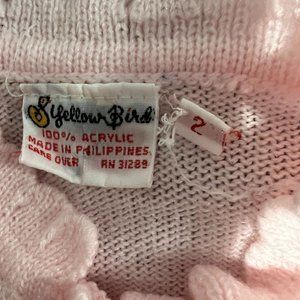 Yellow Bird
100% ACRYLIC
MADE IN PHILIPPINES
CARE OVER RN 31289
2